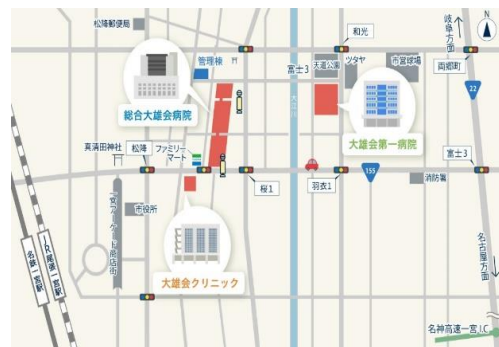 松降郵便局
管理棟
和光
岐阜方面
N
富士3
天道公園
ツタヤ
市営球場
両郷町
22
総合大雄会病院
大雄会第一病院
真清田神社
松降
ファミリー
マート
富士3
桜1
羽衣1
155
消防署
市役所
一宮アーケード商店街
大雄会クリニック
名古屋方面
名鉄一宮駅
JR尾張一宮駅
名神高速一宮I.C